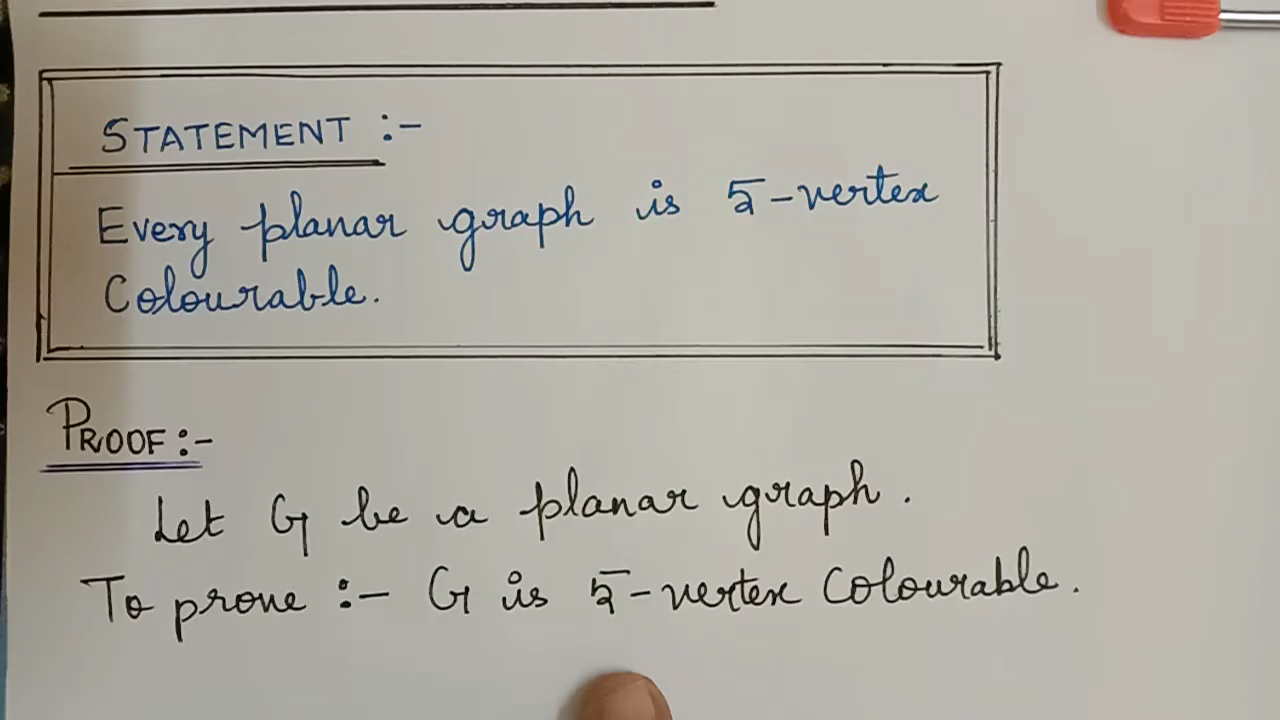 STATEMENT :-
Every planar graph is 5-vertex
Colourable.
PROOF :-
Let G be a planar graph.
To prove :- G is 5-vertex Colourable.